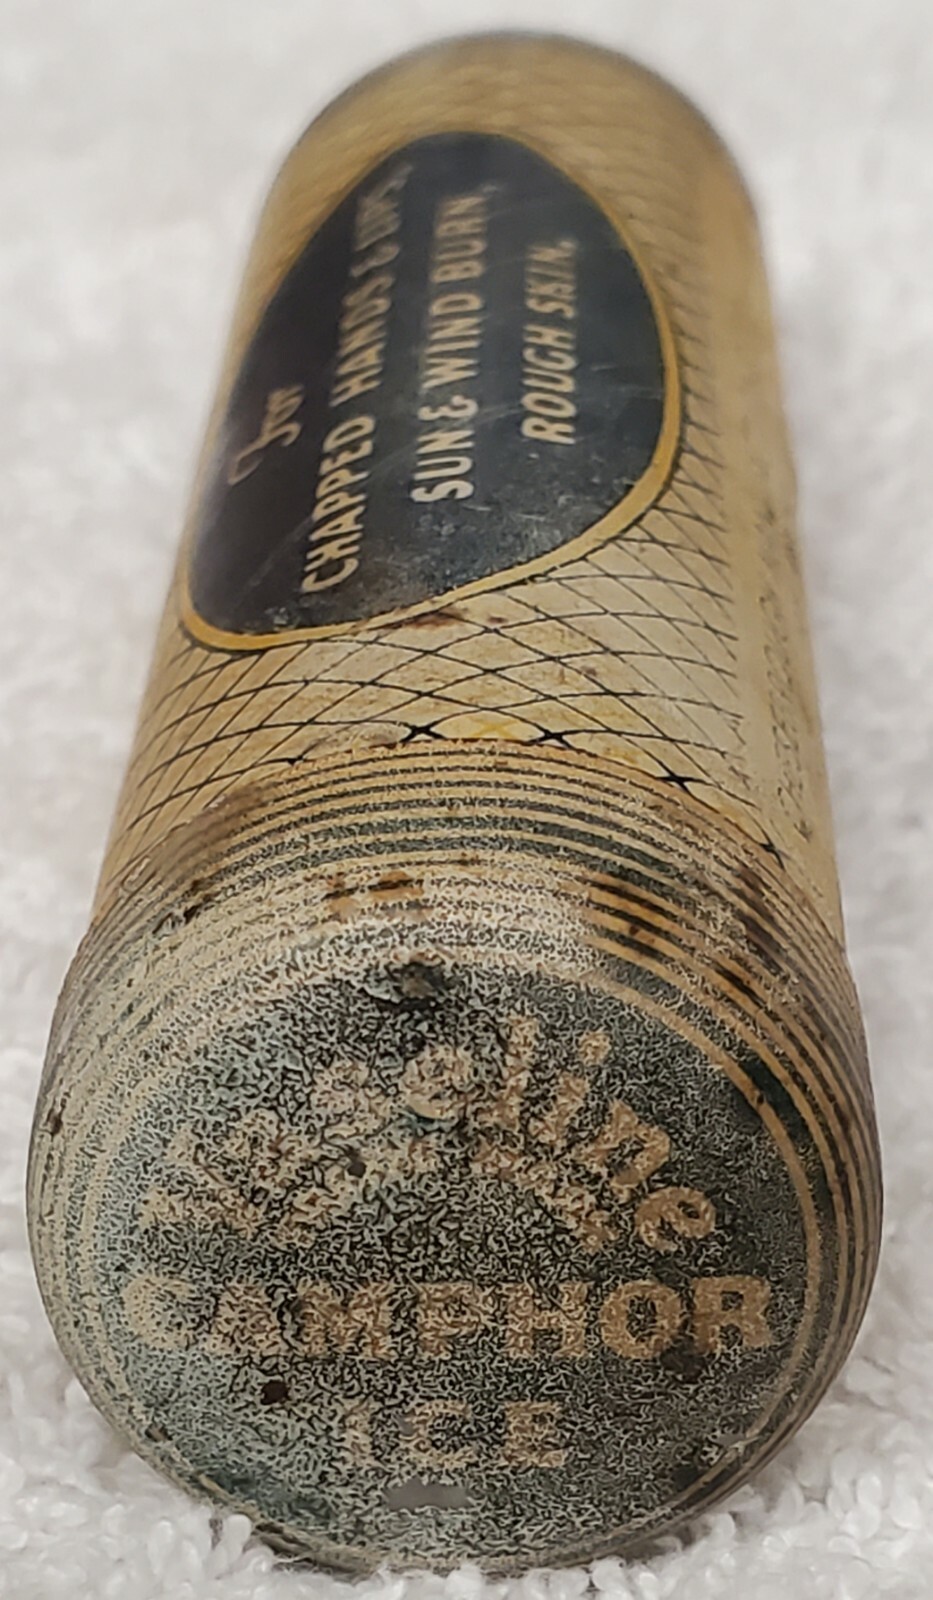 For
CHAPPED HANDS & LIPS,
SUN & WIND BURN,
ROUGH SKIN.
CAMPHOR
ICE